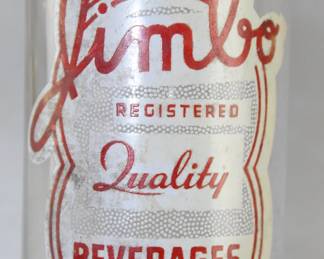 Jimbo
REGISTERED
Quality
BEVERAGES